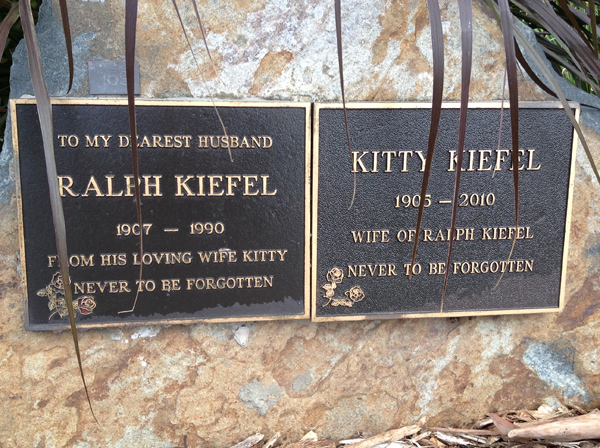 TO MY DEAREST HUSBAND
RALPH KIEFEL
1907 — 1990
FROM HIS LOVING WIFE KITTY
NEVER TO BE FORGOTTEN
KITTY KIEFEL
1905 — 2010
WIFE OF RALPH KIEFEL
NEVER TO BE FORGOTTEN